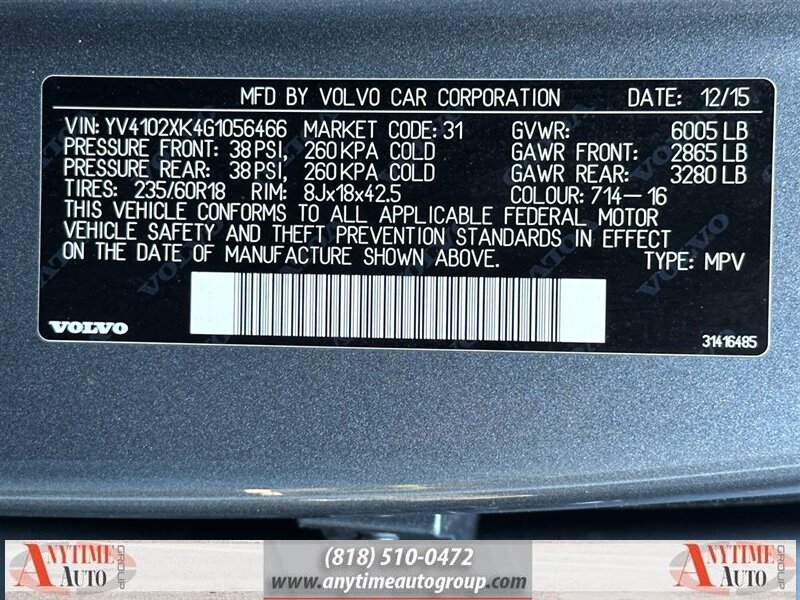 MFD BY VOLVO CAR CORPORATION DATE: 12/15
VIN: YV4102XK4G1056466 MARKET CODE: 31 GVWR: 6005 LB
PRESSURE FRONT: 38 PSI, 260 KPA COLD GAWR FRONT: 2865 LB
PRESSURE REAR: 38 PSI, 260 KPA COLD GAWR REAR: 3280 LB
TIRES: 235/60R18 RIM: 8Jx18x42.5 COLOUR: 714-16
THIS VEHICLE CONFORMS TO ALL APPLICABLE FEDERAL MOTOR
VEHICLE SAFETY AND THEFT PREVENTION STANDARDS IN EFFECT
ON THE DATE OF MANUFACTURE SHOWN ABOVE. TYPE: MPV
VOLVO 31416485
ANYTIME AUTO GROUP
(818) 510-0472
www.anytimeautogroup.com
ANYTIME AUTO GROUP